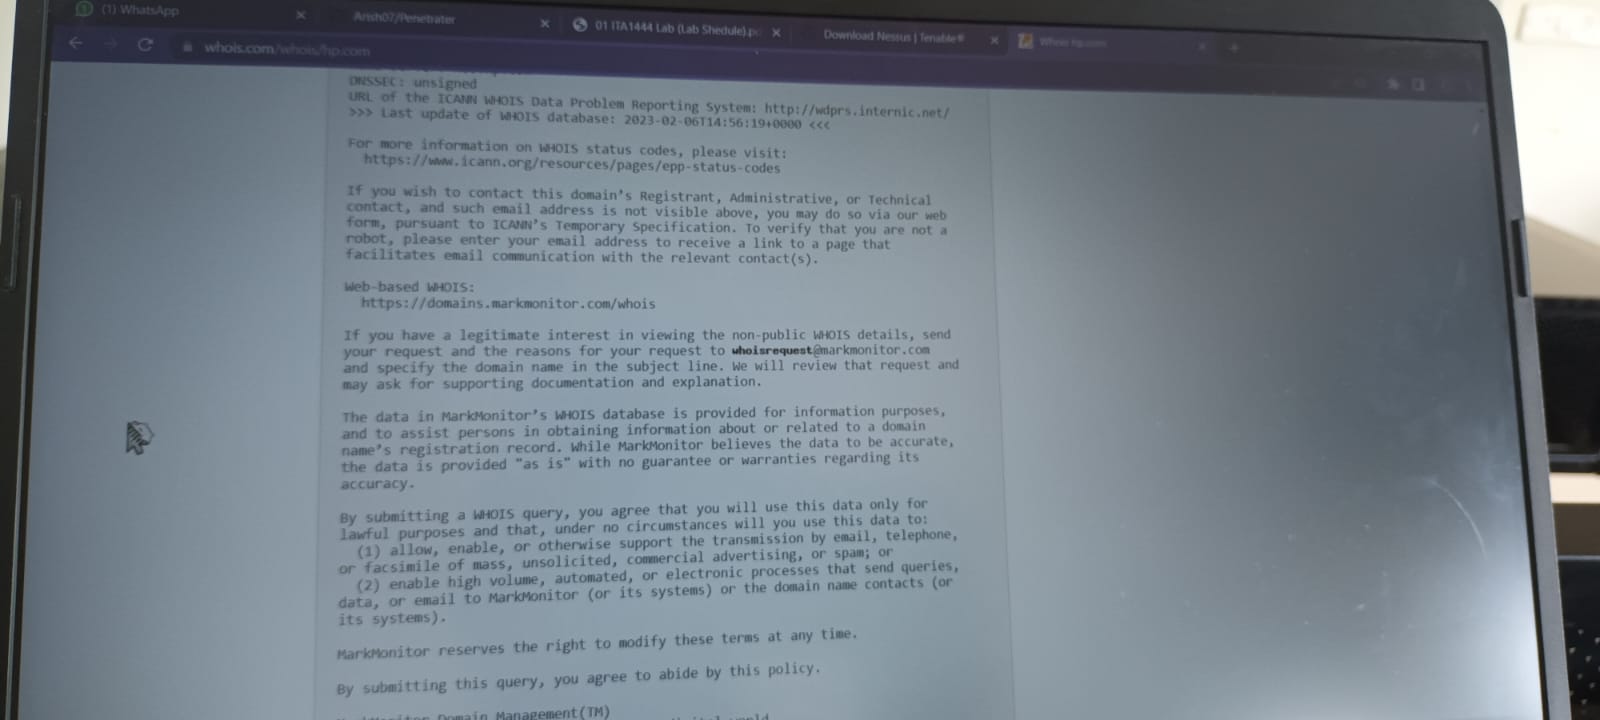 (1) WhatsApp
Arish07/Penetrater
01 ITA1444 Lab (Lab Shedule).p
Download Nessus | Tenable®
Whois hp.com
whois.com/whois/hp.com
DNSSEC: unsigned
URL of the ICANN WHOIS Data Problem Reporting System: http://wdprs.internic.net/
>>> Last update of WHOIS database: 2023-02-06T14:56:19+0000 <<<
For more information on WHOIS status codes, please visit:
https://www.icann.org/resources/pages/epp-status-codes
If you wish to contact this domain's Registrant, Administrative, or Technical
contact, and such email address is not visible above, you may do so via our web
form, pursuant to ICANN's Temporary Specification. To verify that you are not a
robot, please enter your email address to receive a link to a page that
facilitates email communication with the relevant contact(s).
Web-based WHOIS:
https://domains.markmonitor.com/whois
If you have a legitimate interest in viewing the non-public WHOIS details, send
your request and the reasons for your request to whoisrequest@markmonitor.com
and specify the domain name in the subject line. We will review that request and
may ask for supporting documentation and explanation.
The data in MarkMonitor's WHOIS database is provided for information purposes,
and to assist persons in obtaining information about or related to a domain
name's registration record. While MarkMonitor believes the data to be accurate,
the data is provided "as is" with no guarantee or warranties regarding its
accuracy.
By submitting a WHOIS query, you agree that you will use this data only for
lawful purposes and that, under no circumstances will you use this data to:
(1) allow, enable, or otherwise support the transmission by email, telephone,
or facsimile of mass, unsolicited, commercial advertising, or spam; or
(2) enable high volume, automated, or electronic processes that send queries,
data, or email to MarkMonitor (or its systems) or the domain name contacts (or
its systems).
MarkMonitor reserves the right to modify these terms at any time.
By submitting this query, you agree to abide by this policy.
Domain Management(TM)